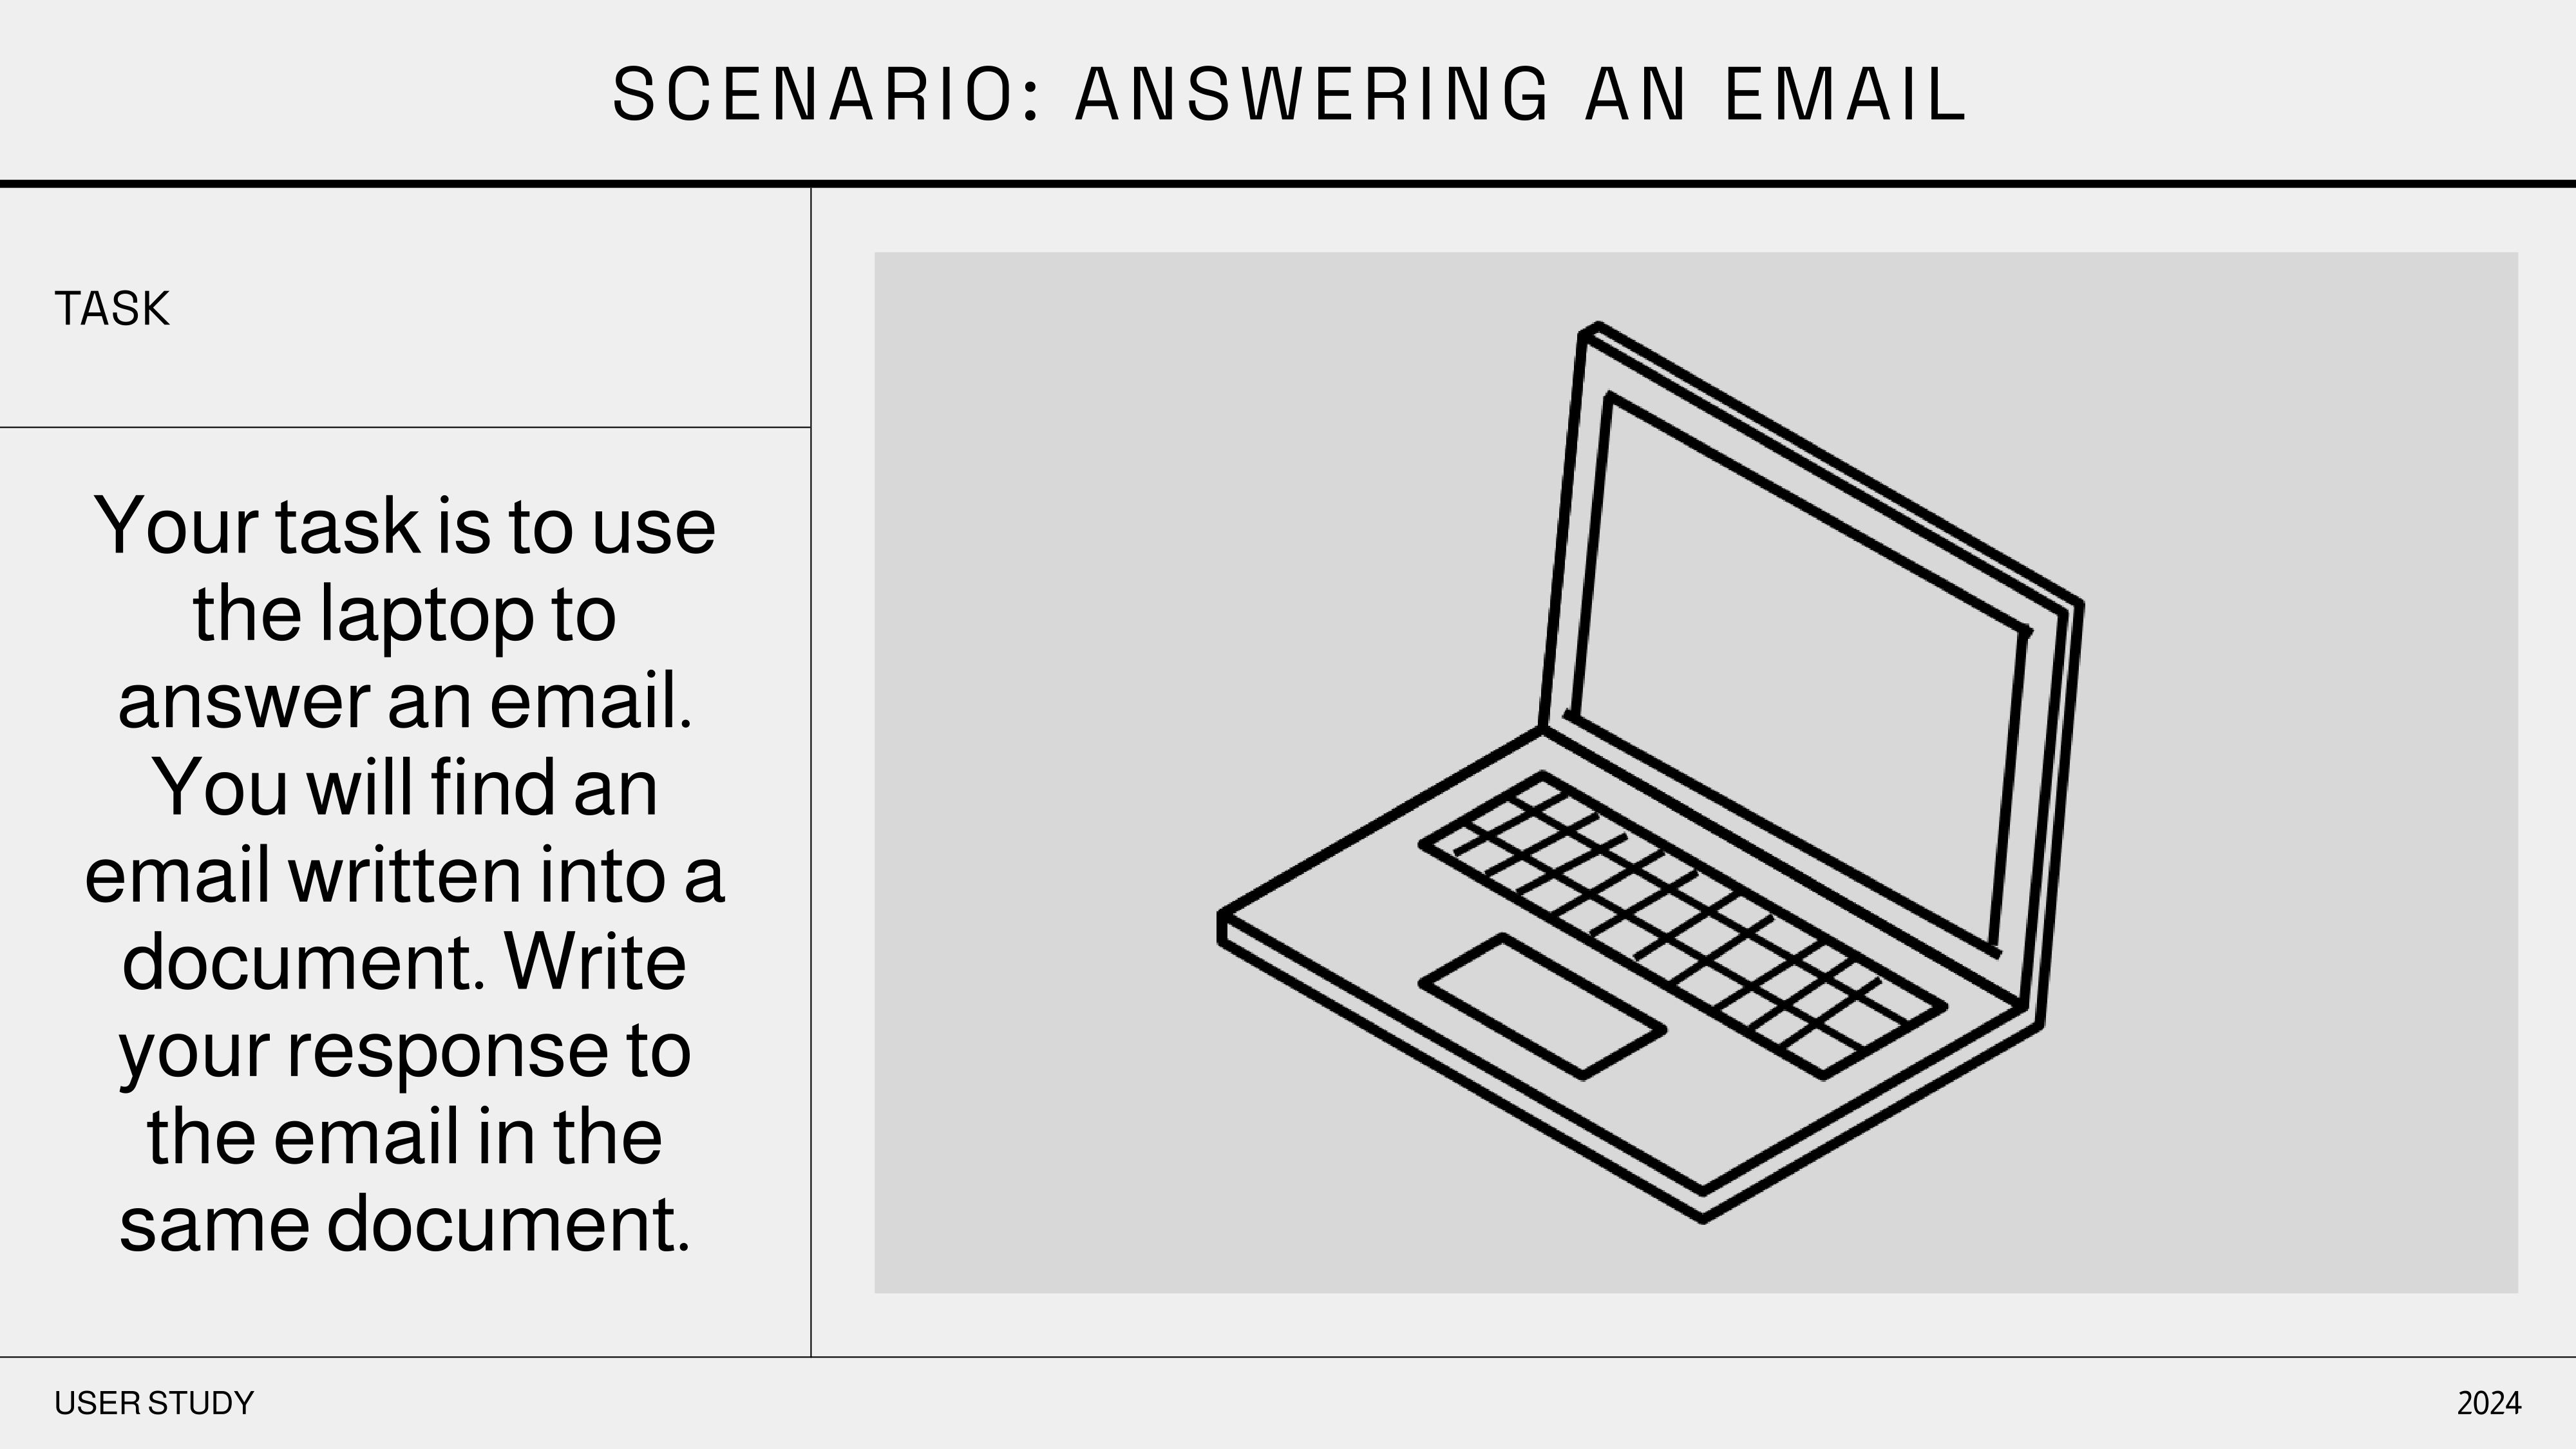 SCENARIO: ANSWERING AN EMAIL
TASK
Your task is to use
the laptop to
answer an email.
You will find an
email written into a
document. Write
your response to
the email in the
same document.
USER STUDY
2024